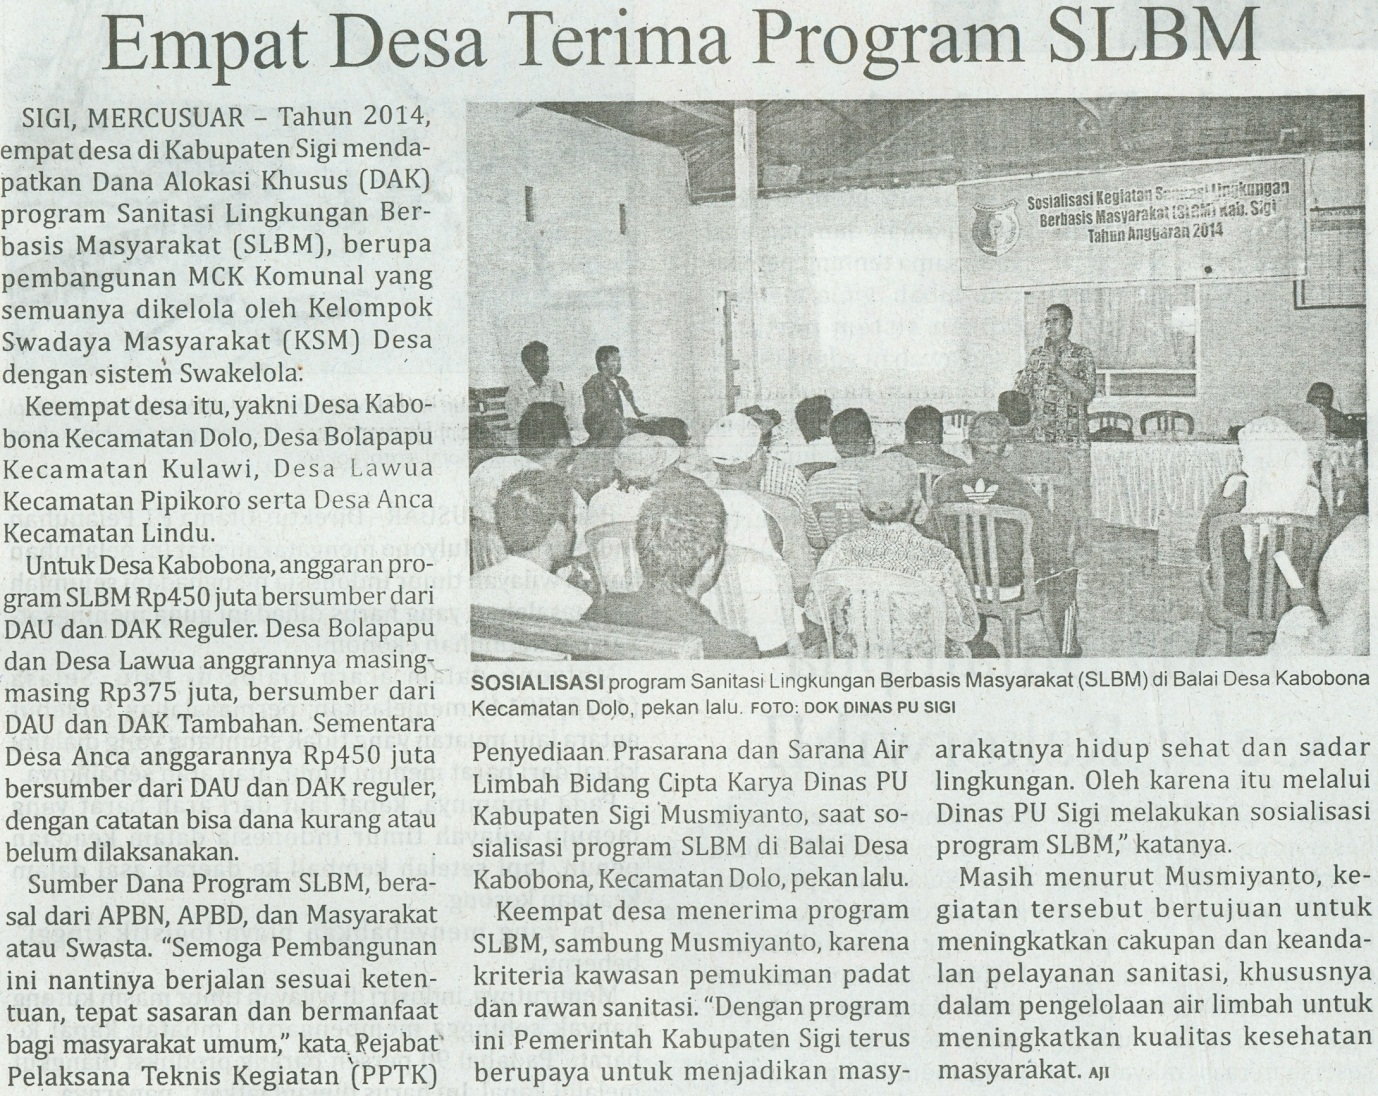 Empat Desa Terima Program SLBM
SIGI, MERCUSUAR – Tahun 2014,
empat desa di Kabupaten Sigi menda-
patkan Dana Alokasi Khusus (DAK)
program Sanitasi Lingkungan Ber-
basis Masyarakat (SLBM), berupa
pembangunan MCK Komunal yang
semuanya dikelola oleh Kelompok
Swadaya Masyarakat (KSM) Desa
dengan sistem Swakelola.
Keempat desa itu, yakni Desa Kabo-
bona Kecamatan Dolo, Desa Bolapapu
Kecamatan Kulawi, Desa Lawua
Kecamatan Pipikoro serta Desa Anca
Kecamatan Lindu.
Untuk Desa Kabobona, anggaran pro-
gram SLBM Rp450 juta bersumber dari
DAU dan DAK Reguler. Desa Bolapapu
dan Desa Lawua anggrannya masing-
masing Rp375 juta, bersumber dari
DAU dan DAK Tambahan. Sementara
Desa Anca anggarannya Rp450 juta
bersumber dari DAU dan DAK reguler,
dengan catatan bisa dana kurang atau
belum dilaksanakan.
Sumber Dana Program SLBM, bera-
sal dari APBN, APBD, dan Masyarakat
atau Swasta. “Semoga Pembangunan
ini nantinya berjalan sesuai keten-
tuan, tepat sasaran dan bermanfaat
bagi masyarakat umum,” kata Pejabat
Pelaksana Teknis Kegiatan (PPTK)
Sosialisasi Kegiatan Sanitasi Lingkungan
Berbasis Masyarakat (SLBM) Kab. Sigi
Tahun Anggaran 2014
SOSIALISASI program Sanitasi Lingkungan Berbasis Masyarakat (SLBM) di Balai Desa Kabobona
Kecamatan Dolo, pekan lalu. FOTO: DOK DINAS PU SIGI
Penyedian Prasarana dan Sarana Air
Limbah Bidang Cipta Karya Dinas PU
Kabupaten Sigi Musmiyanto, saat so-
sialisasi program SLBM di Balai Desa
Kabobona, Kecamatan Dolo, pekan lalu.
Keempat desa menerima program
SLBM, sambung Musmiyanto, karena
kriteria kawasan pemukiman padat
dan rawan sanitasi. “Dengan program
ini Pemerintah Kabupaten Sigi terus
berupaya untuk menjadikan masy-
arakatnya hidup sehat dan sadar
lingkungan. Oleh karena itu melalui
Dinas PU Sigi melakukan sosialisasi
program SLBM,” katanya.
Masih menurut Musmiyanto, ke-
giatan tersebut bertujuan untuk
meningkatkan cakupan dan keanda-
lan pelayanan sanitasi, khususnya
dalam pengelolaan air limbah untuk
meningkatkan kualitas kesehatan
masyarakat. AJI